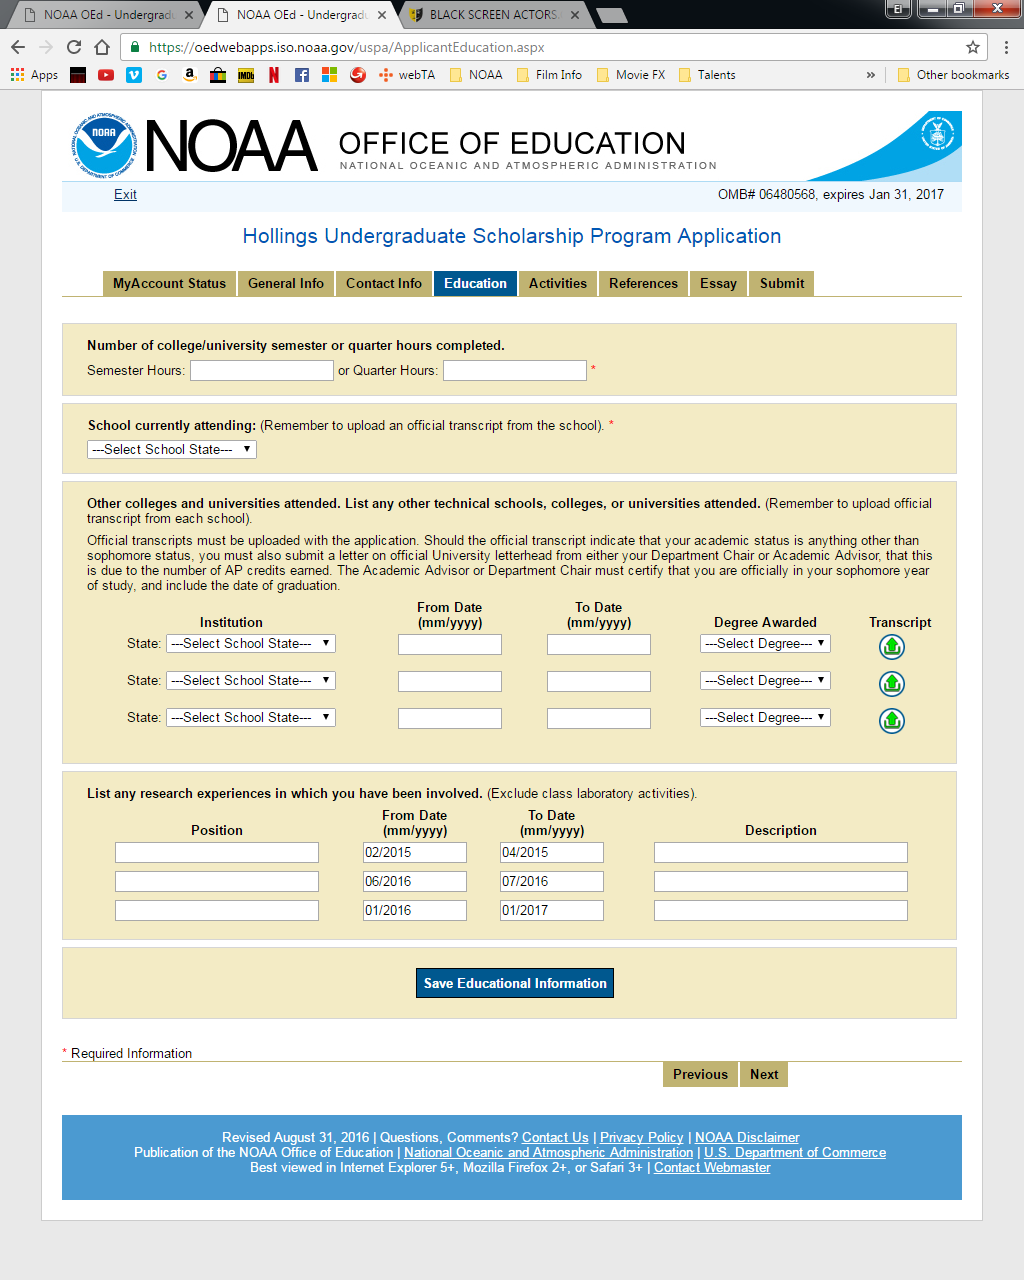 NOAA OEd - Undergradu
NOAA OEd - Undergradu
BLACK SCREEN ACTORS
https://oedwebapps.iso.noaa.gov/uspa/ApplicantEducation.aspx
Apps
webTA
NOAA
Film Info
Movie FX
Talents
»
Other bookmarks
NOAA
OFFICE OF EDUCATION
NATIONAL OCEANIC AND ATMOSPHERIC ADMINISTRATION
Exit
OMB# 06480568, expires Jan 31, 2017
Hollings Undergraduate Scholarship Program Application
MyAccount Status
General Info
Contact Info
Education
Activities
References
Essay
Submit
Number of college/university semester or quarter hours completed.
Semester Hours: or Quarter Hours: *
School currently attending: (Remember to upload an official transcript from the school). *
---Select School State---
Other colleges and universities attended. List any other technical schools, colleges, or universities attended. (Remember to upload official
transcript from each school).
Official transcripts must be uploaded with the application. Should the official transcript indicate that your academic status is anything other than
sophomore status, you must also submit a letter on official University letterhead from either your Department Chair or Academic Advisor, that this
is due to the number of AP credits earned. The Academic Advisor or Department Chair must certify that you are officially in your sophomore year
of study, and include the date of graduation.
Institution From Date (mm/yyyy) To Date (mm/yyyy) Degree Awarded Transcript
State: ---Select School State--- ---Select Degree---
State: ---Select School State--- ---Select Degree---
State: ---Select School State--- ---Select Degree---
List any research experiences in which you have been involved. (Exclude class laboratory activities).
Position From Date (mm/yyyy) To Date (mm/yyyy) Description
02/2015 04/2015
06/2016 07/2016
01/2016 01/2017
Save Educational Information
* Required Information
Previous
Next
Revised August 31, 2016 | Questions, Comments? Contact Us | Privacy Policy | NOAA Disclaimer
Publication of the NOAA Office of Education | National Oceanic and Atmospheric Administration | U.S. Department of Commerce
Best viewed in Internet Explorer 5+, Mozilla Firefox 2+, or Safari 3+ | Contact Webmaster